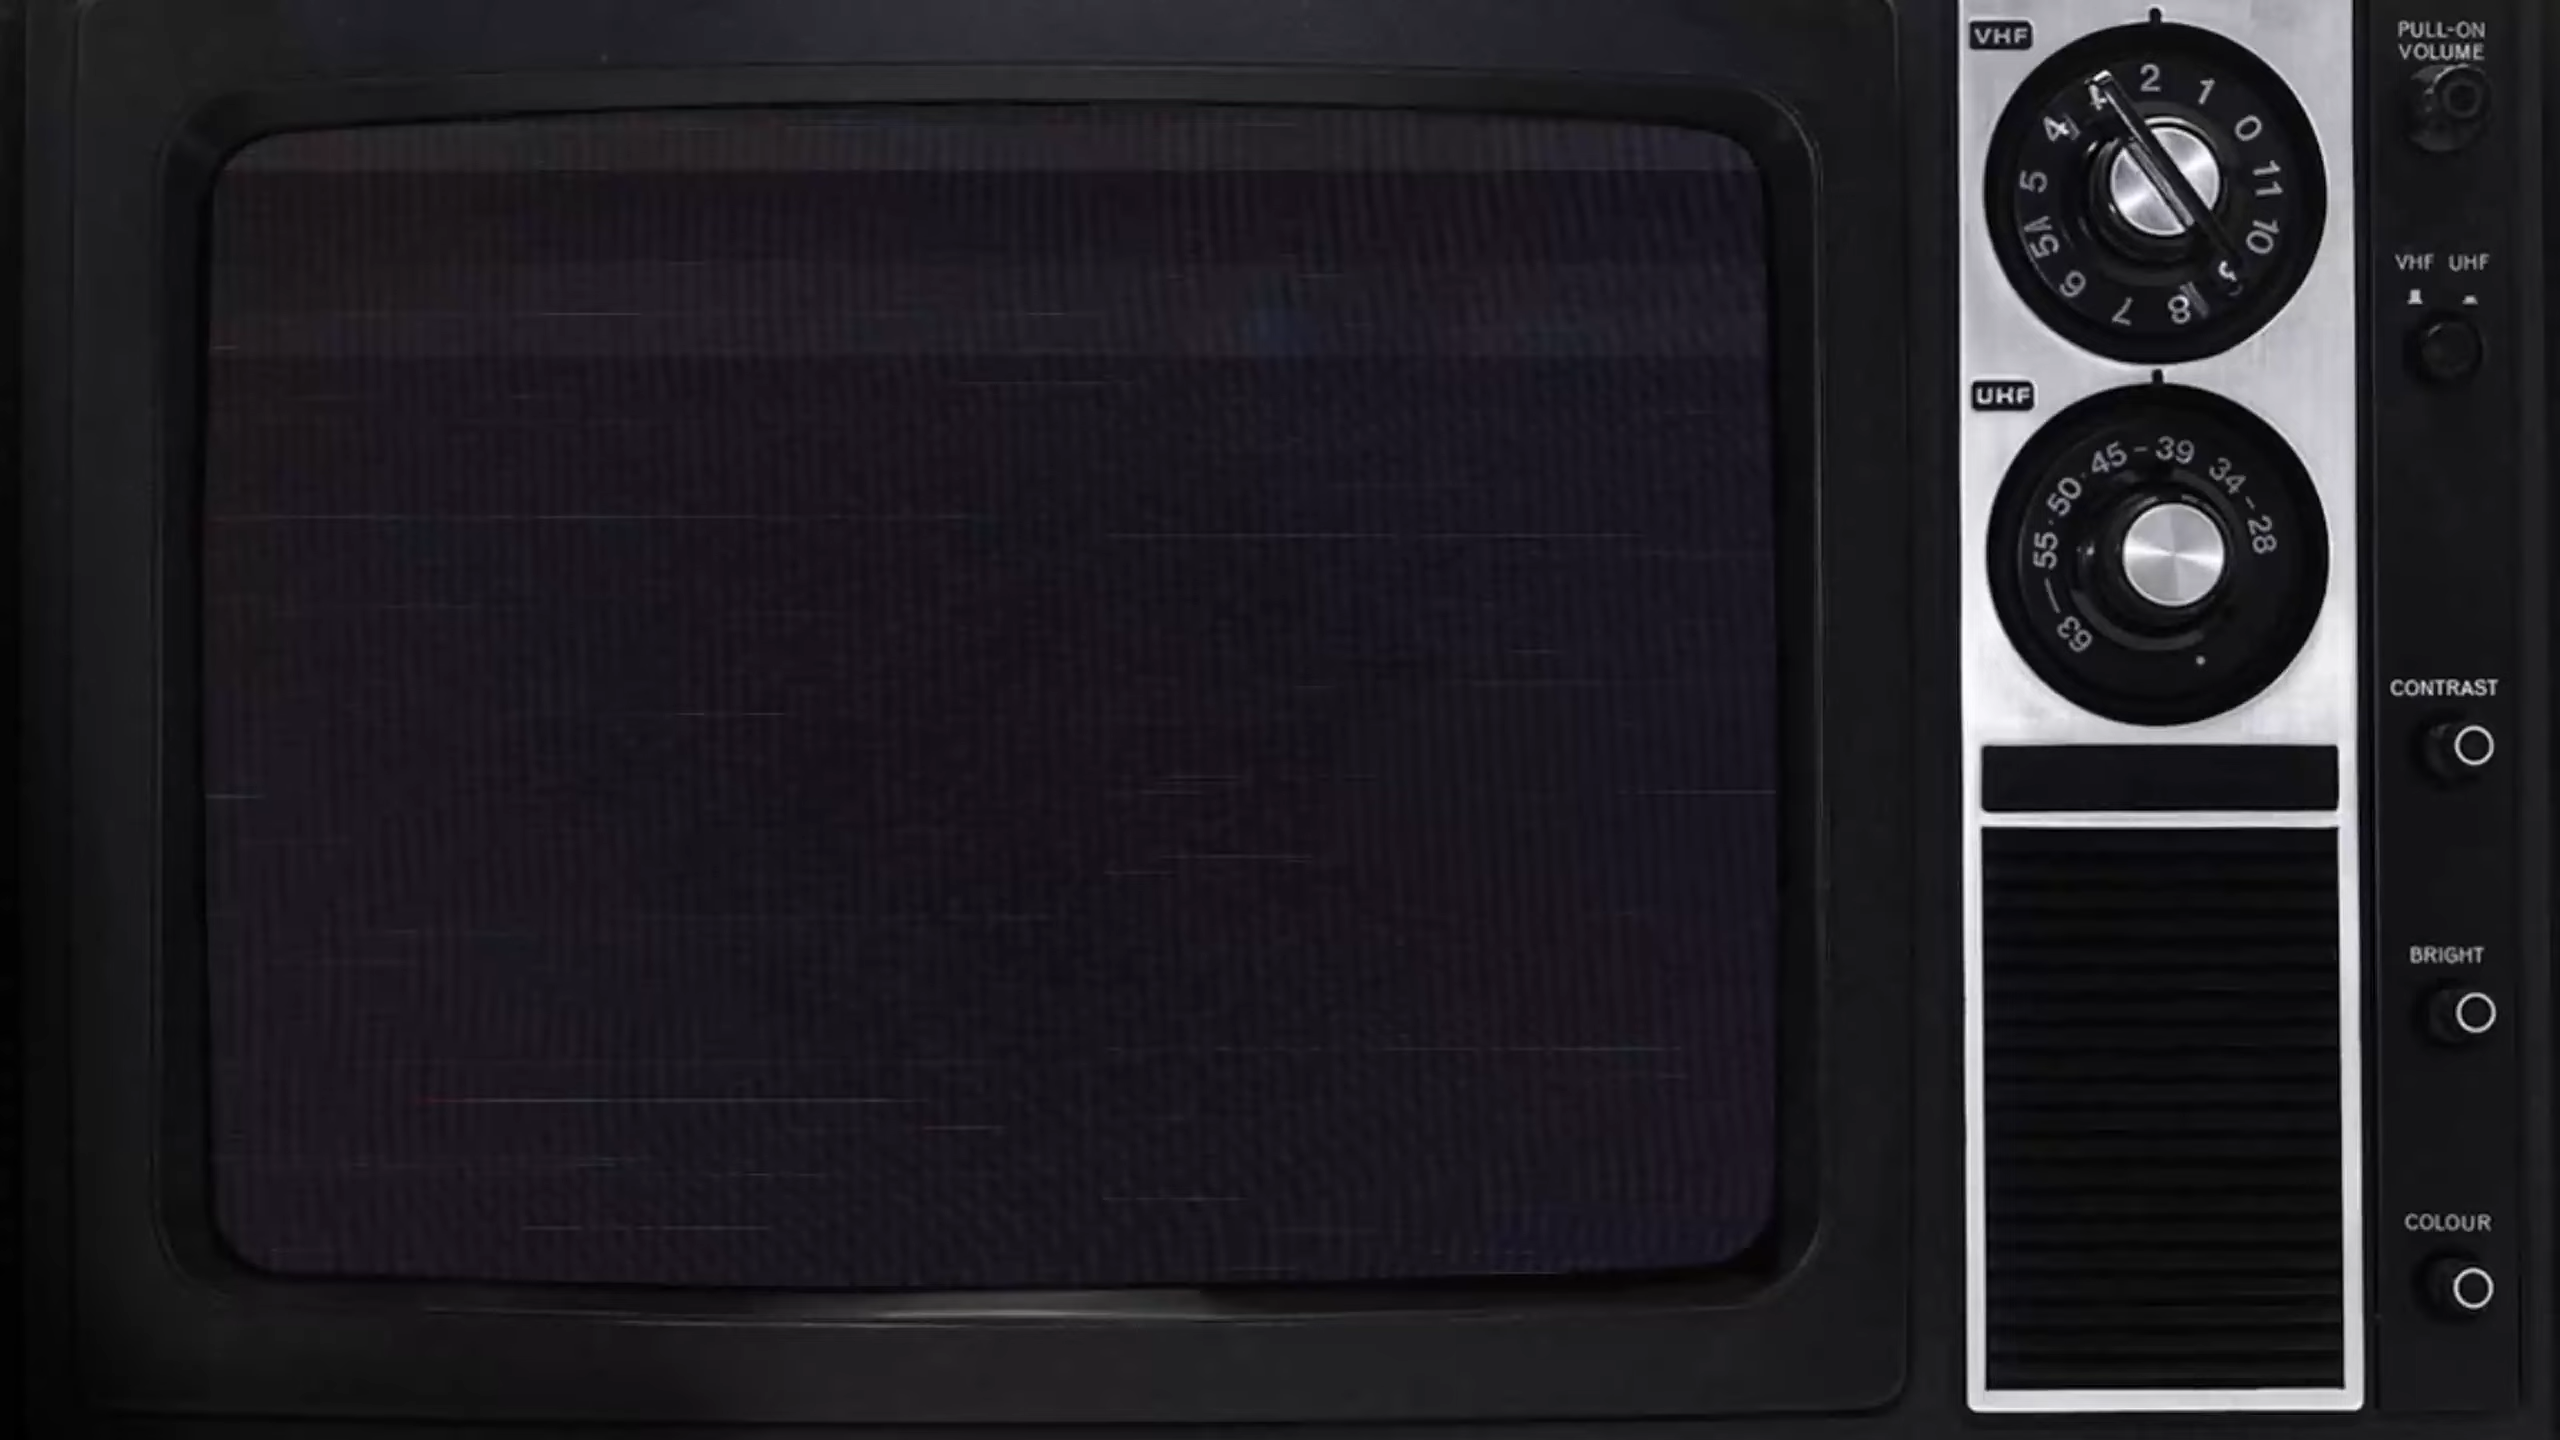 VHF
2 1 0 11 10 8 7 6 5A 5 4
UHF
63 55 50 45 39 34 28
PULL-ON
VOLUME
VHF UHF
CONTRAST
BRIGHT
COLOUR